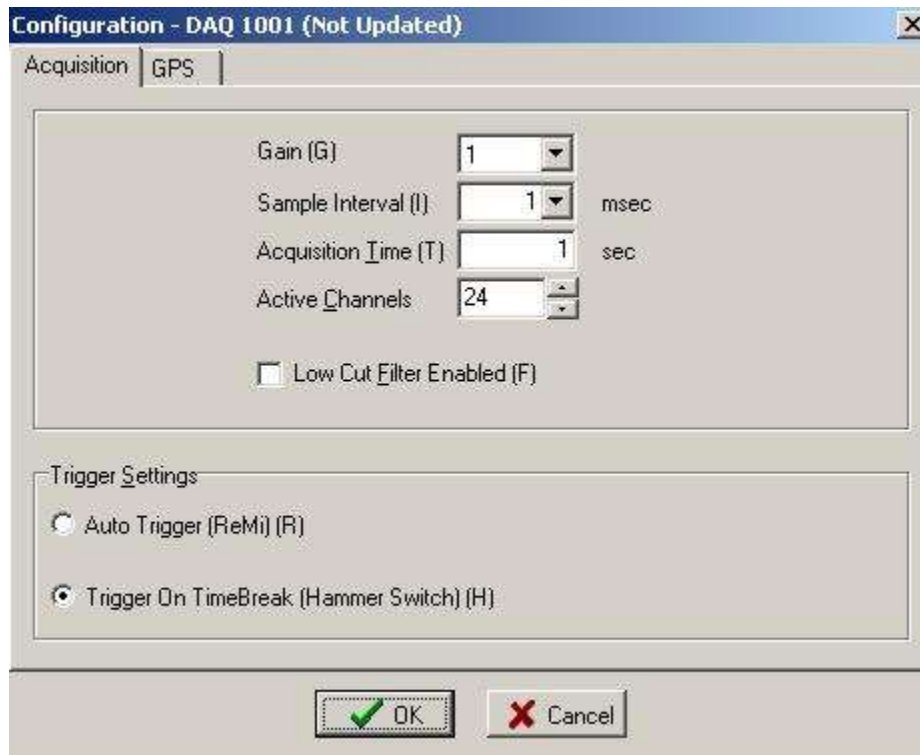 Configuration - DAQ 1001 (Not Updated)
Acquisition GPS
Gain (G) 1
Sample Interval (I) 1 msec
Acquisition Time (T) 1 sec
Active Channels 24
Low Cut Filter Enabled (F)
Trigger Settings
Auto Trigger (ReMi) (R)
Trigger On TimeBreak (Hammer Switch) (H)
OK Cancel